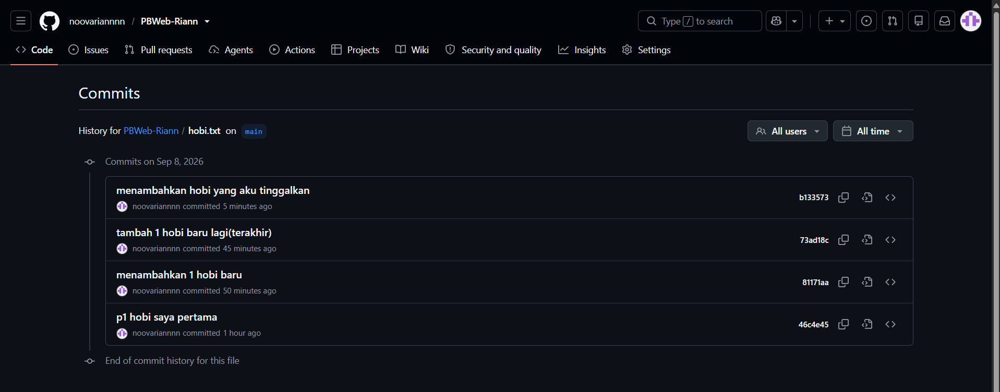 noovariannnn / PBWeb-Riann
Type / to search
Code Issues Pull requests Agents Actions Projects Wiki Security and quality Insights Settings
Commits
History for PBWeb-Riann / hobi.txt on main
All users All time
Commits on Sep 8, 2026
menambahkan hobi yang aku tinggalkan
noovariannnn committed 5 minutes ago
b133573
tambah 1 hobi baru lagi(terakhir)
noovariannnn committed 45 minutes ago
73ad18c
menambahkan 1 hobi baru
noovariannnn committed 50 minutes ago
81171aa
p1 hobi saya pertama
noovariannnn committed 1 hour ago
46c4e45
End of commit history for this file